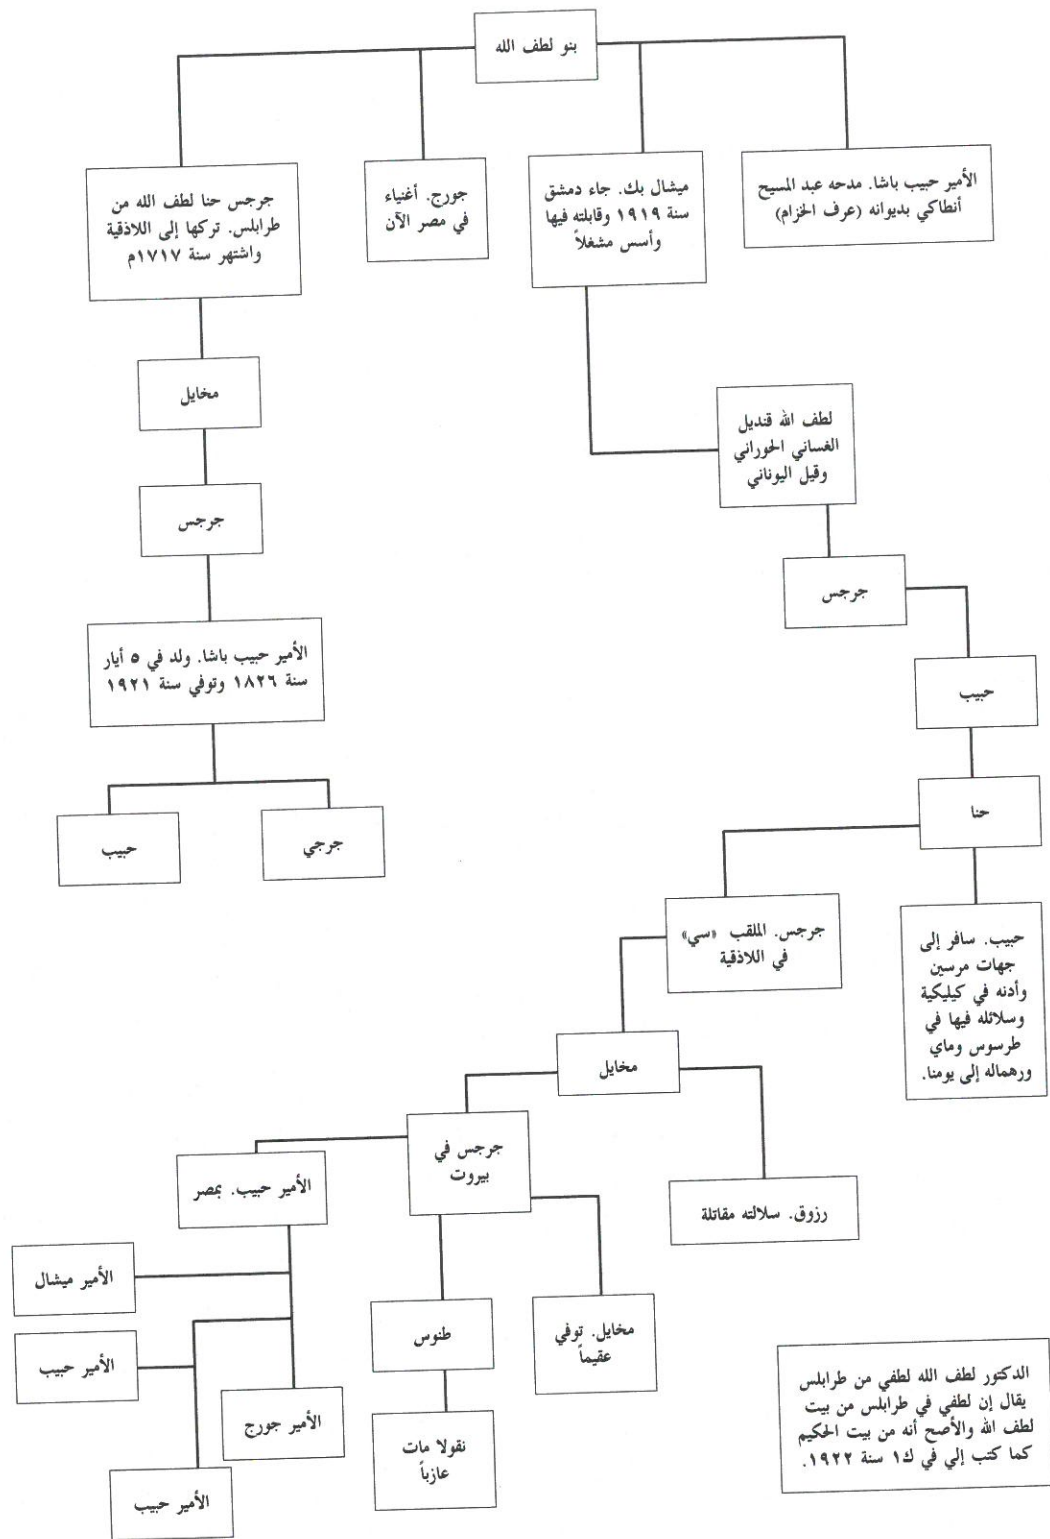 بنو لطف الله
الأمير حبيب باشا. مدحه عبد المسيح
أنطاكي بديوانه (عرف الخزام)
ميشال بك. جاء دمشق
سنة ١٩١٩ وقابلته فيها
وأسس مشغلاً
جورج. أغنياء
في مصر الآن
جرجس حنا لطف الله من
طرابلس. تركها إلى اللاذقية
واشتهر سنة ١٧١٧م
مخايل
جرجس
الأمير حبيب باشا. ولد في ٥ أيار
سنة ١٨٢٦ وتوفي سنة ١٩٢١
جرجي
حبيب
لطف الله قنديل
الغساني الحوراني
وقيل اليوناني
جرجس
حبيب
حنا
حبيب. سافر إلى
جهات مرسين
وأدنه في كيليكية
وسلائله فيها في
طرسوس وماي
ورهماله إلى يومنا.
جرجس. الملقب «سي»
في اللاذقية
مخايل
رزوق. سلالته مقاتلة
جرجس في
بيروت
الأمير حبيب. بمصر
مخايل. توفي
عقيماً
طنوس
نقولا مات
عازباً
الأمير ميشال
الأمير حبيب
الأمير جورج
الأمير حبيب
الدكتور لطف الله لطفي من طرابلس
يقال إن لطفي في طرابلس من بيت
لطف الله والأصح أنه من بيت الحكيم
كما كتب إلي في ك١ سنة ١٩٢٢.